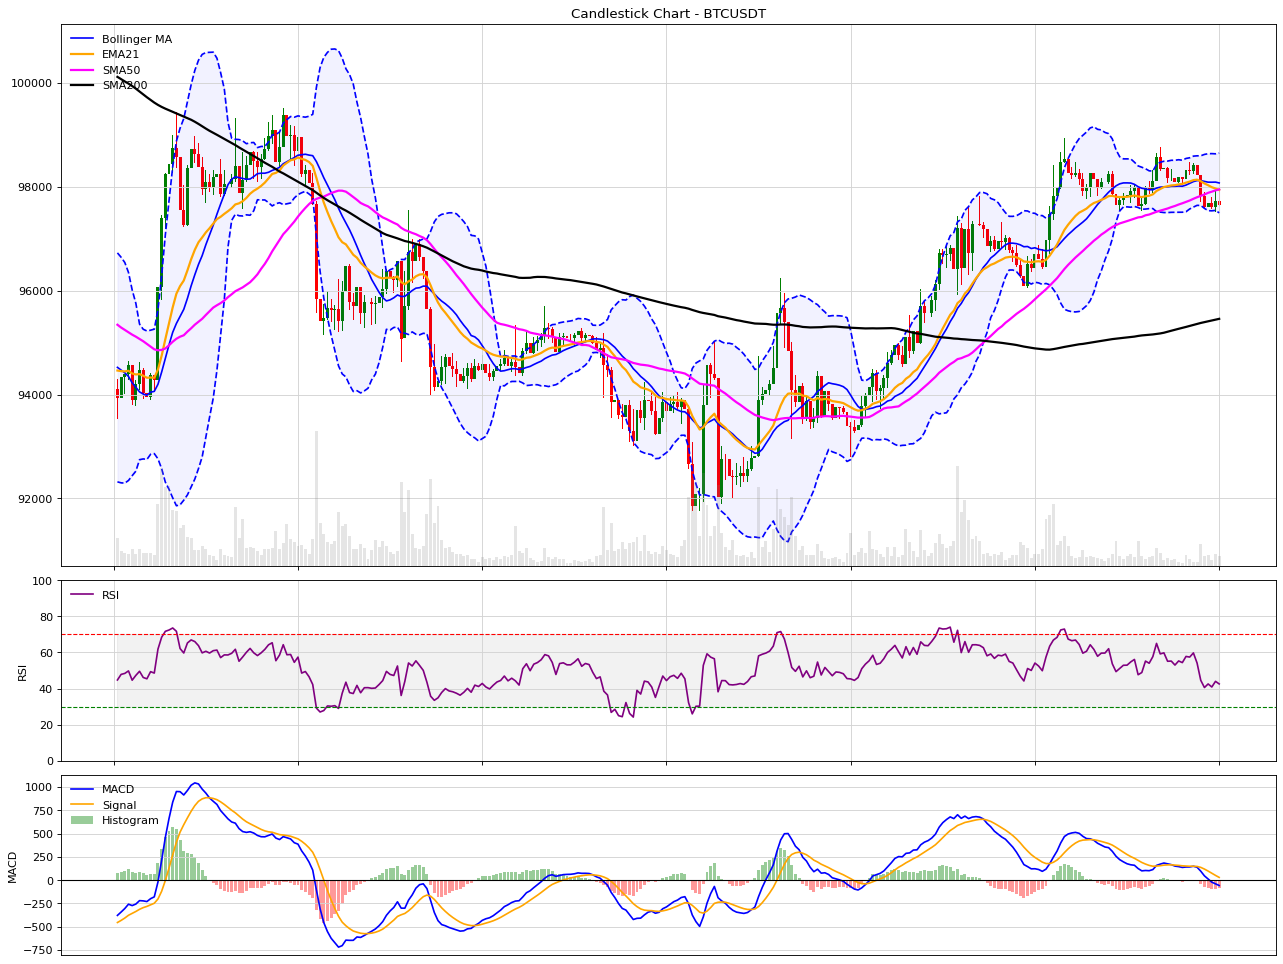 Candlestick Chart - BTCUSDT
Bollinger MA
EMA21
SMA50
SMA200
100000
98000
96000
94000
92000
RSI
100
80
60
40
20
0
RSI
MACD
Signal
Histogram
1000
750
500
250
0
−250
−500
−750
MACD